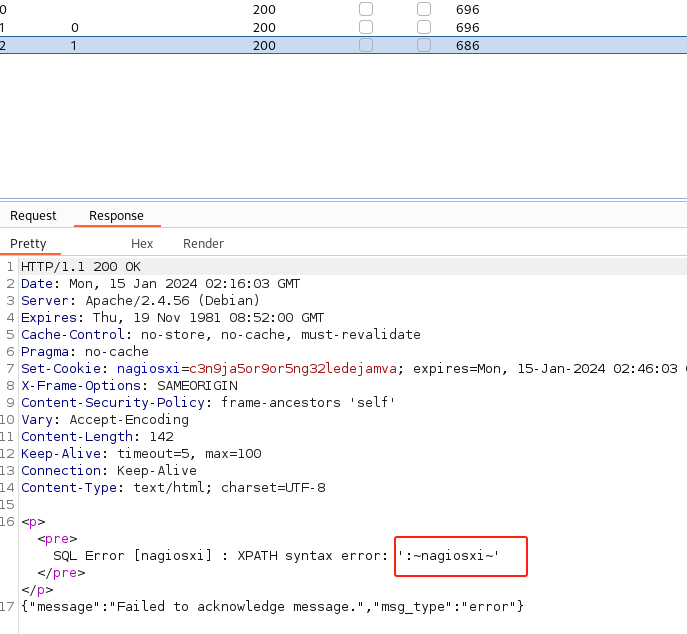 0 200 696
1 0 200 696
2 1 200 686
Request Response
Pretty Hex Render
1 HTTP/1.1 200 OK
2 Date: Mon, 15 Jan 2024 02:16:03 GMT
3 Server: Apache/2.4.56 (Debian)
4 Expires: Thu, 19 Nov 1981 08:52:00 GMT
5 Cache-Control: no-store, no-cache, must-revalidate
6 Pragma: no-cache
7 Set-Cookie: nagiosxi=c3n9ja5or9or5ng32ledejamva; expires=Mon, 15-Jan-2024 02:46:03
8 X-Frame-Options: SAMEORIGIN
9 Content-Security-Policy: frame-ancestors 'self'
10 Vary: Accept-Encoding
11 Content-Length: 142
12 Keep-Alive: timeout=5, max=100
13 Connection: Keep-Alive
14 Content-Type: text/html; charset=UTF-8
15
16 <p>
<pre>
SQL Error [nagiosxi] : XPATH syntax error: ':~nagiosxi~'
</pre>
</p>
17 {"message":"Failed to acknowledge message.","msg_type":"error"}